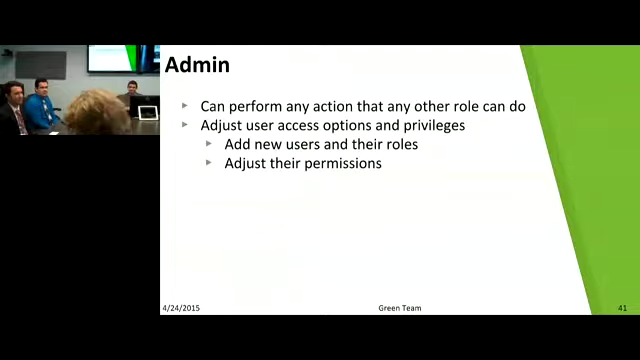 Admin
Can perform any action that any other role can do
Adjust user access options and privileges
Add new users and their roles
Adjust their permissions
4/24/2015
Green Team
41